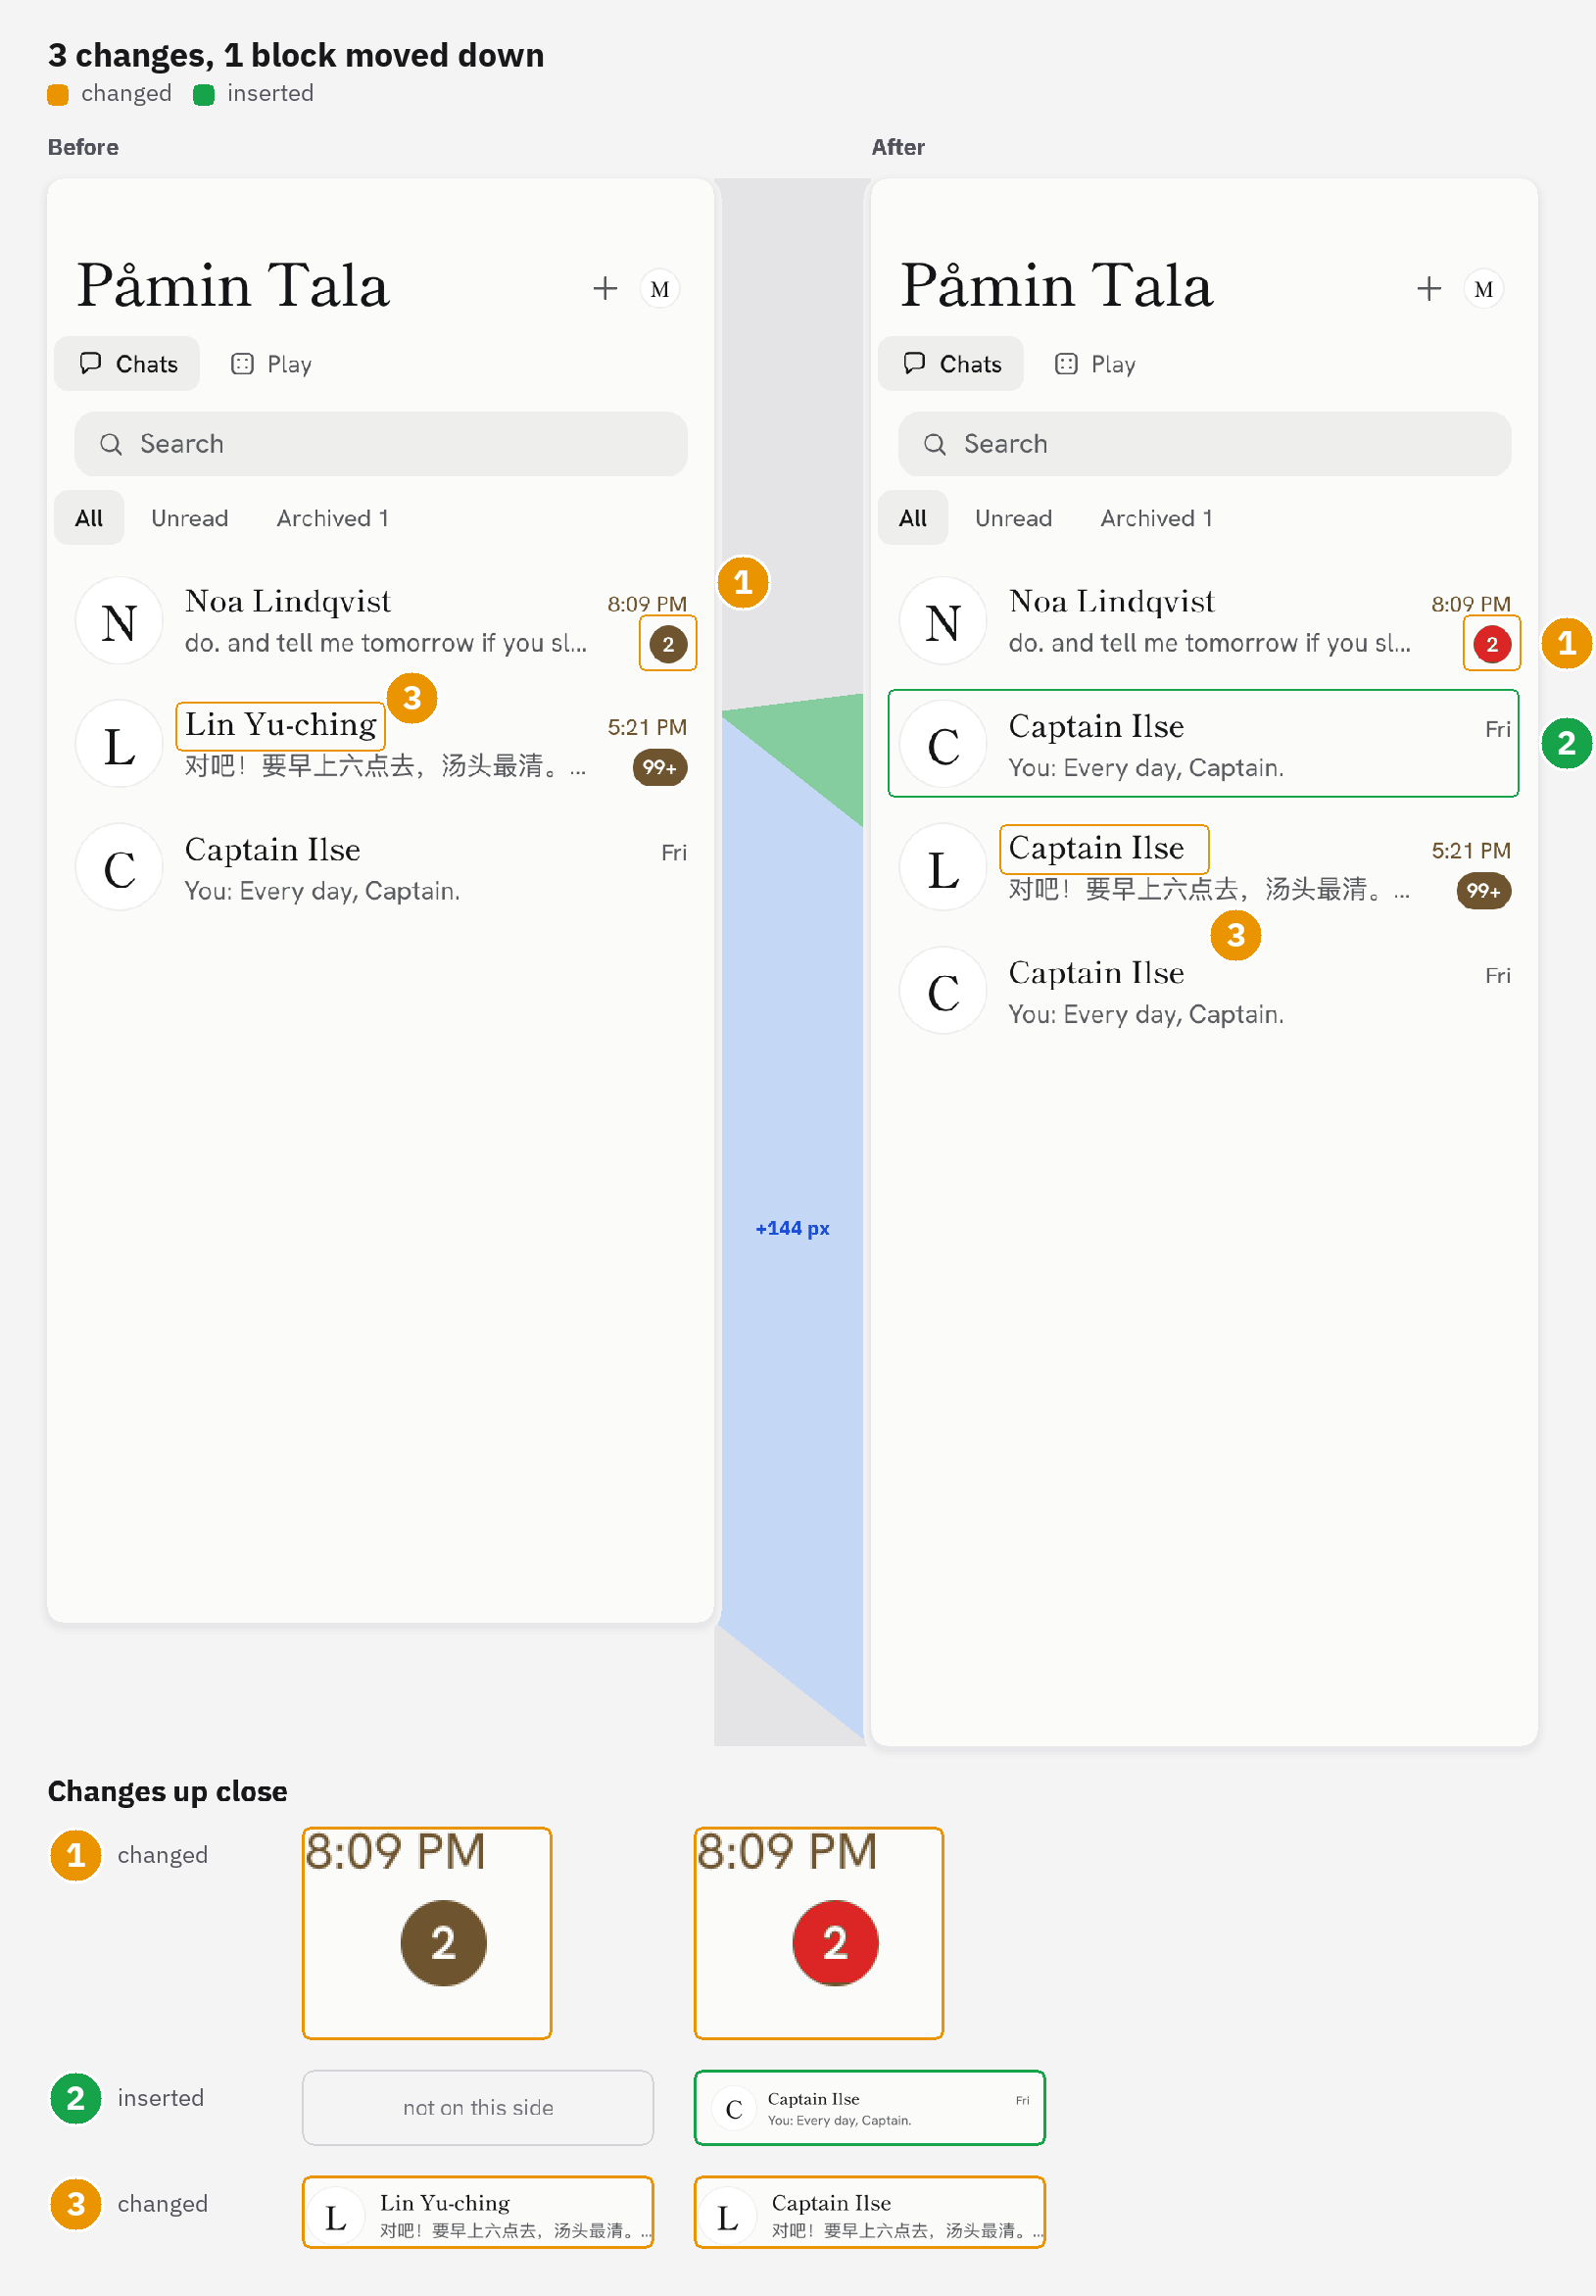 3 changes, 1 block moved down
changed inserted
Before
Påmin Tala
M
Chats Play
Search
All Unread Archived 1
1
N
Noa Lindqvist 8:09 PM
do. and tell me tomorrow if you sl... 2
3
L
Lin Yu-ching 5:21 PM
对吧！要早上六点去，汤头最清。... 99+
C
Captain Ilse Fri
You: Every day, Captain.
+144 px
After
Påmin Tala
M
Chats Play
Search
All Unread Archived 1
N
Noa Lindqvist 8:09 PM
do. and tell me tomorrow if you sl... 2
1
C
Captain Ilse Fri
You: Every day, Captain.
2
L
Captain Ilse 5:21 PM
对吧！要早上六点去，汤头最清。... 99+
3
C
Captain Ilse Fri
You: Every day, Captain.
Changes up close
1 changed
8:09 PM
2
8:09 PM
2
2 inserted
not on this side
C
Captain Ilse Fri
You: Every day, Captain.
3 changed
L
Lin Yu-ching
对吧！要早上六点去，汤头最清。...
L
Captain Ilse
对吧！要早上六点去，汤头最清。...